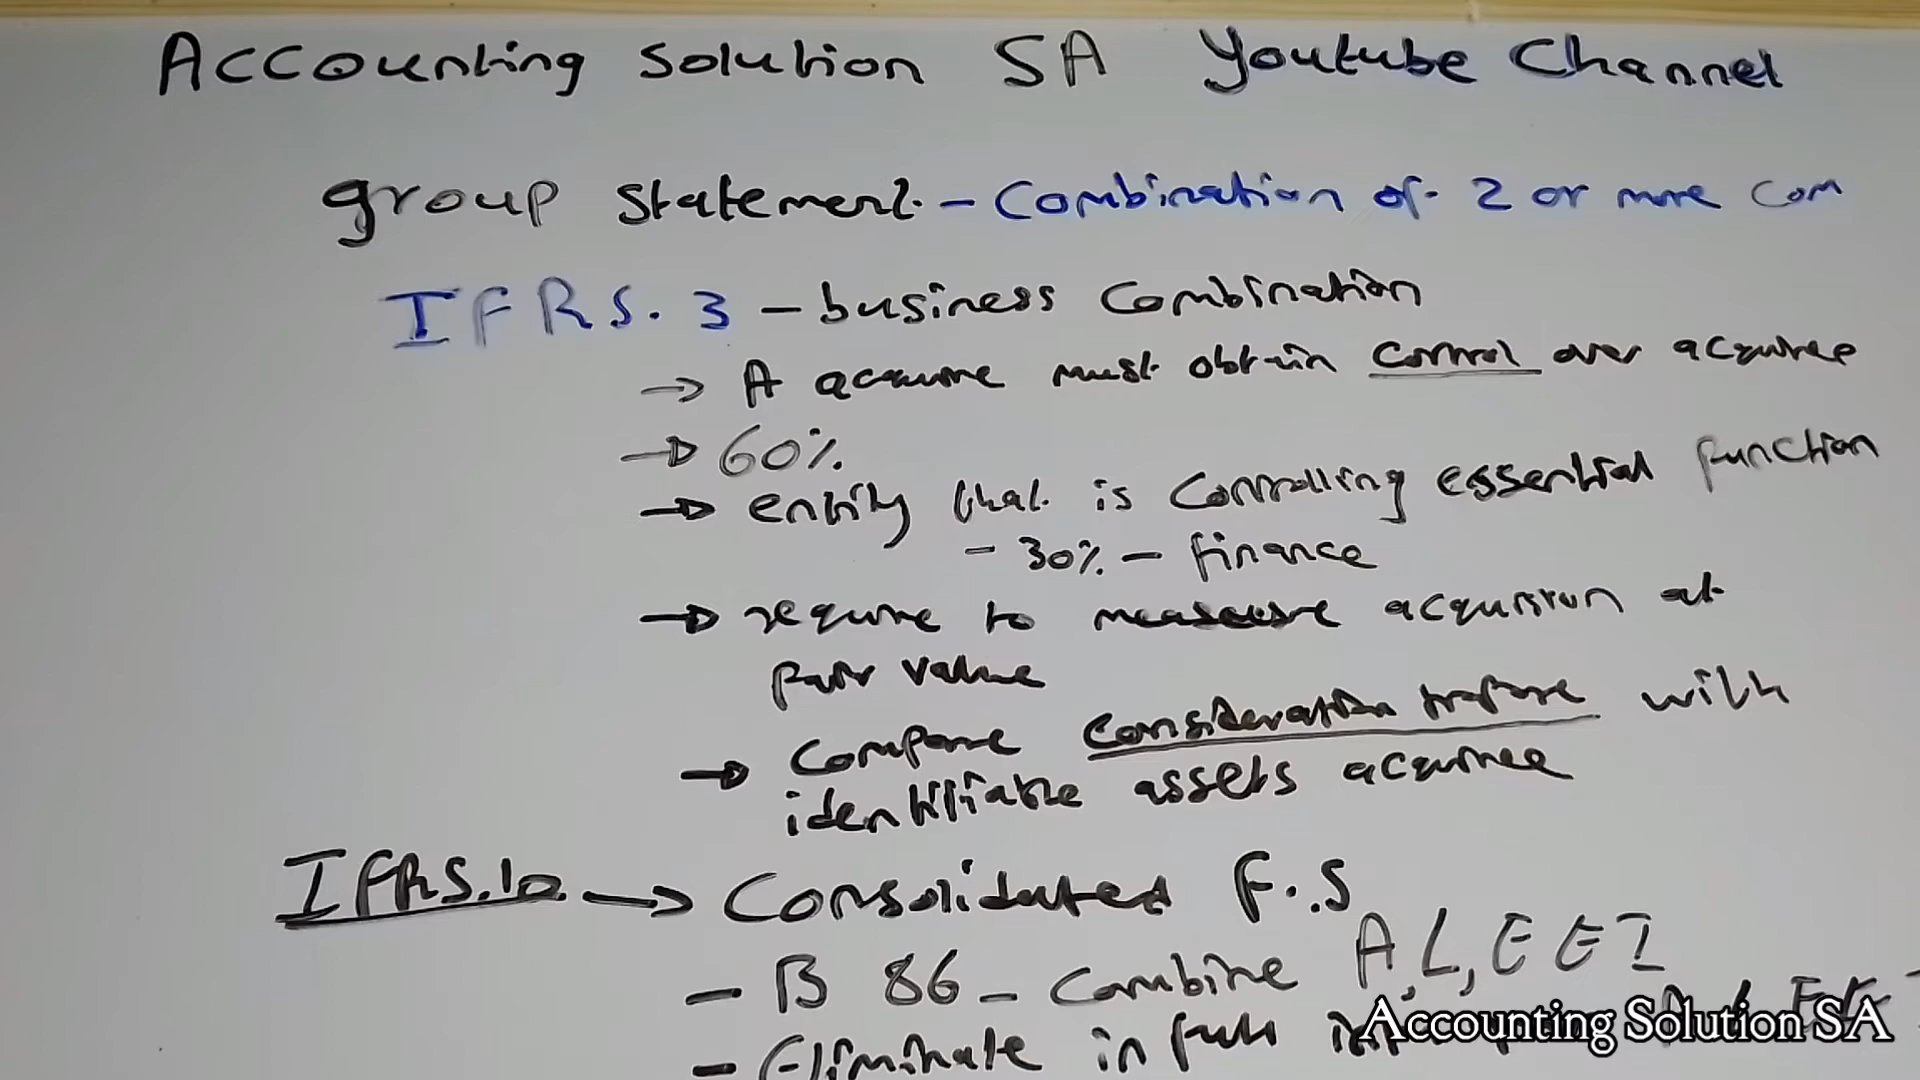 Accounting Solution SA Youtube Channel
group statement - Combination of 2 or more com
IFRS. 3 - business Combination
→ A acquire must obtain control over acquiree
→ 60%
→ entity that is controlling essential function
- 30% - finance
→ require to measure acquisition at
fair value
→ Compare consideration with
identifiable assets acquiree
IFRS.10 → Consolidated F.S
- B 86 - Combine A, L, E E I
- Eliminate in full
Accounting Solution SA